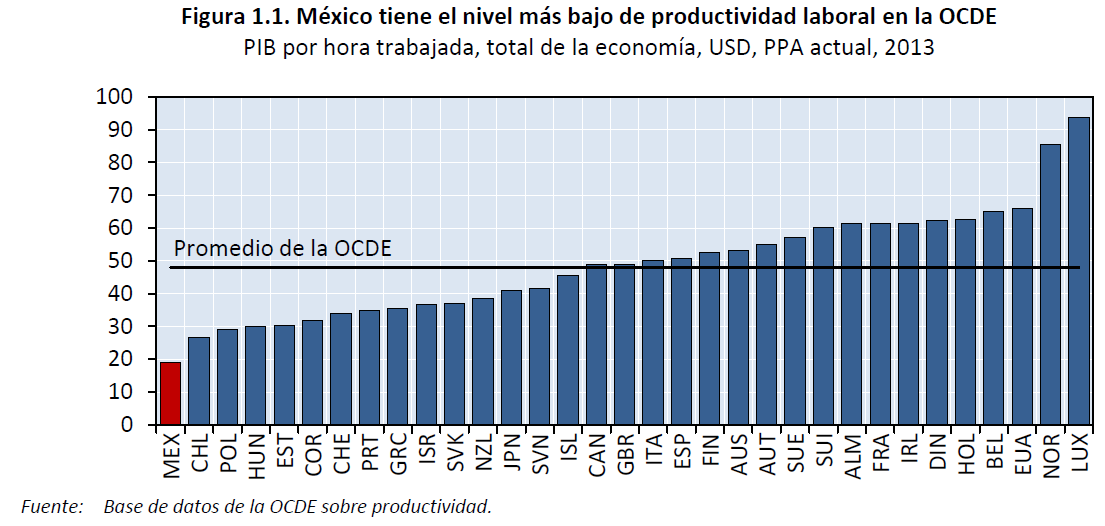 Figura 1.1. México tiene el nivel más bajo de productividad laboral en la OCDE
PIB por hora trabajada, total de la economía, USD, PPA actual, 2013
100
90
80
70
60
50
40
30
20
10
0
Promedio de la OCDE
MEX CHL POL HUN EST COR CHE PRT GRC ISR SVK NZL JPN SVN ISL CAN GBR ITA ESP FIN AUS AUT SUE SUI ALM FRA IRL DIN HOL BEL EUA NOR LUX
Fuente: Base de datos de la OCDE sobre productividad.